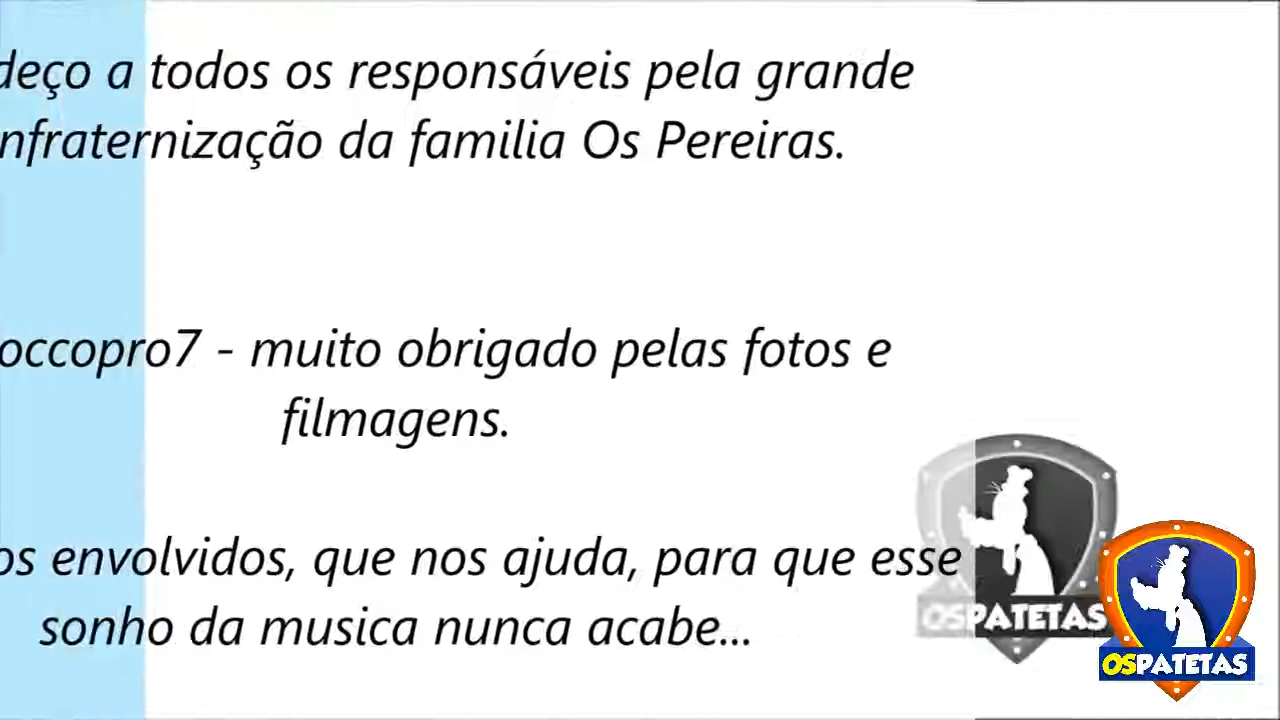 deço a todos os responsáveis pela grande
nfraternização da familia Os Pereiras.
occopro7 - muito obrigado pelas fotos e
filmagens.
os envolvidos, que nos ajuda, para que esse
sonho da musica nunca acabe...
OSPATETAS
OSPATETAS